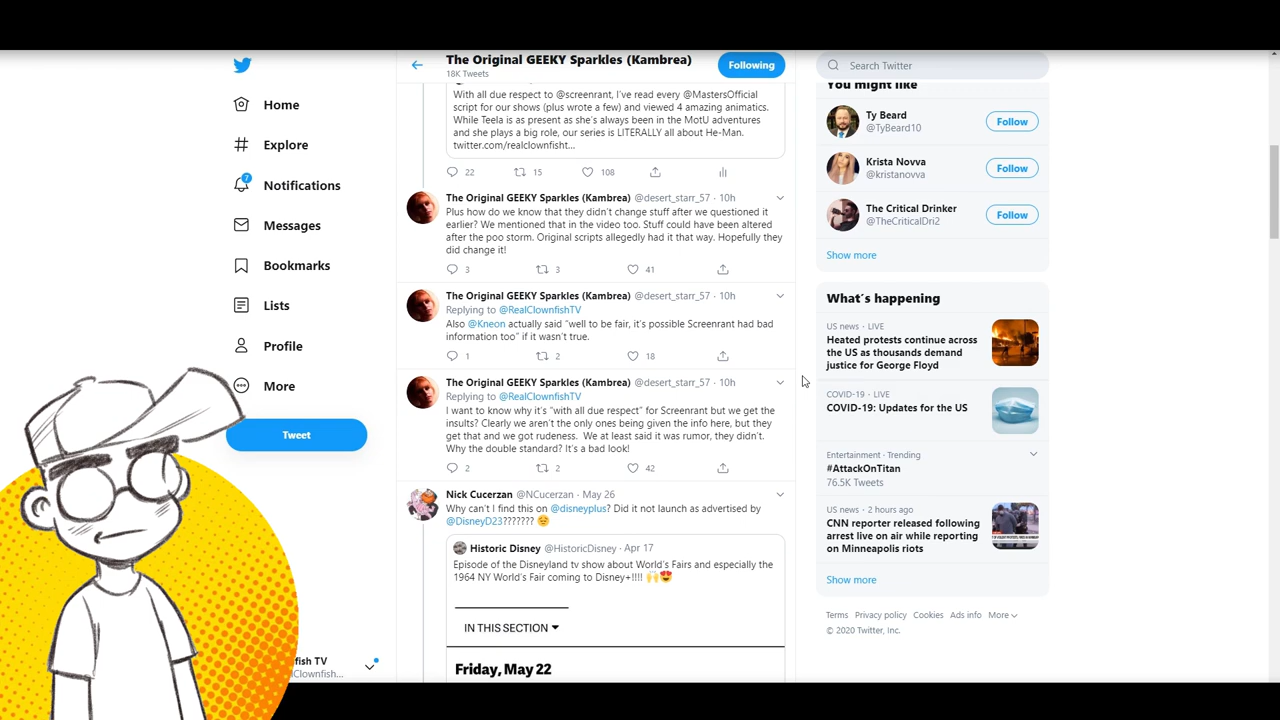 The Original GEEKY Sparkles (Kambrea)
18K Tweets
Following
Home
Explore
7
Notifications
Messages
Bookmarks
Lists
Profile
More
Tweet
fish TV
lClownfish...
With all due respect to @screenrant, I've read every @MastersOfficial
script for our shows (plus wrote a few) and viewed 4 amazing animatics.
While Teela is as present as she's always been in the MotU adventures
and she plays a big role, our series is LITERALLY all about He-Man.
twitter.com/realclownfisht...
22 15 108
The Original GEEKY Sparkles (Kambrea) @desert_starr_57 · 10h
Plus how do we know that they didn't change stuff after we questioned it
earlier? We mentioned that in the video too. Stuff could have been altered
after the poo storm. Original scripts allegedly had it that way. Hopefully they
did change it!
3 3 41
The Original GEEKY Sparkles (Kambrea) @desert_starr_57 · 10h
Replying to @RealClownfishTV
Also @Kneon actually said "well to be fair, it's possible Screenrant had bad
information too" if it wasn't true.
1 2 18
The Original GEEKY Sparkles (Kambrea) @desert_starr_57 · 10h
Replying to @RealClownfishTV
I want to know why it's "with all due respect" for Screenrant but we get the
insults? Clearly we aren't the only ones being given the info here, but they
get that and we got rudeness.  We at least said it was rumor, they didn't.
Why the double standard? It's a bad look!
2 2 42
Nick Cucerzan @NCucerzan · May 26
Why can't I find this on @disneyplus? Did it not launch as advertised by
@DisneyD23??????? 😔
Historic Disney @HistoricDisney · Apr 17
Episode of the Disneyland tv show about World's Fairs and especially the
1964 NY World's Fair coming to Disney+!!!! 🙌😍
IN THIS SECTION
Friday, May 22
Search Twitter
You might like
Ty Beard
@TyBeard10
Follow
Krista Novva
@kristanovva
Follow
The Critical Drinker
@TheCriticalDri2
Follow
Show more
What's happening
US news · LIVE
Heated protests continue across
the US as thousands demand
justice for George Floyd
COVID-19 · LIVE
COVID-19: Updates for the US
Entertainment · Trending
#AttackOnTitan
76.5K Tweets
US news · 2 hours ago
CNN reporter released following
arrest live on air while reporting
on Minneapolis riots
Show more
Terms Privacy policy Cookies Ads info More
© 2020 Twitter, Inc.